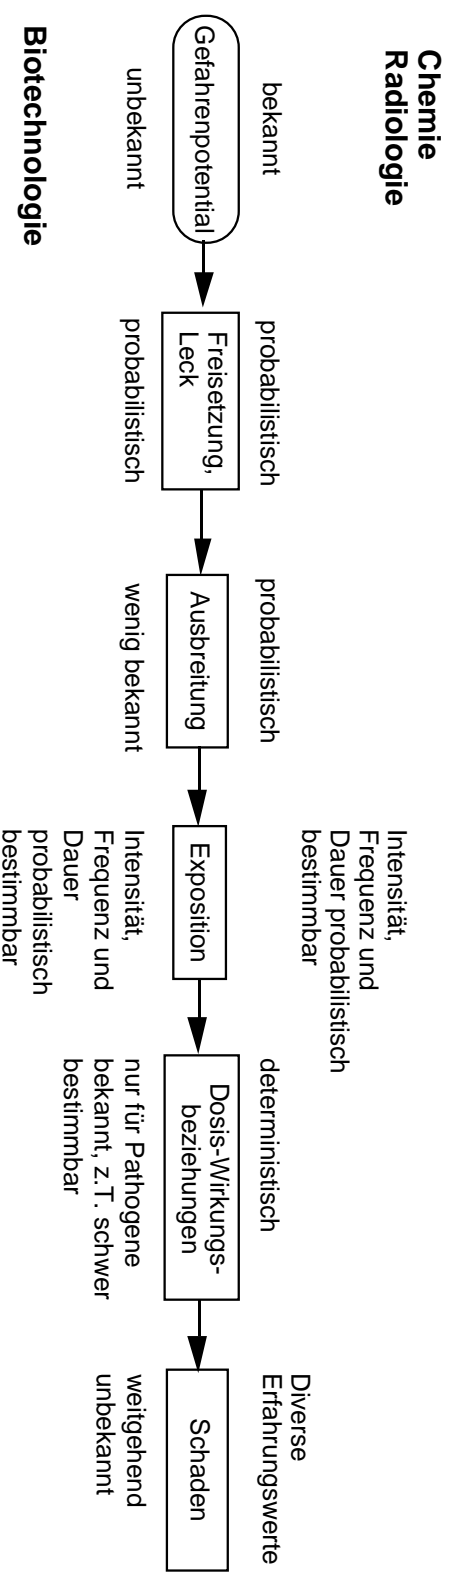 Chemie
Radiologie
bekannt
probabilistisch
probabilistisch
Intensität,
Frequenz und
Dauer probabilistisch
bestimmbar
deterministisch
Diverse
Erfahrungswerte
Gefahrenpotential
Freisetzung,
Leck
Ausbreitung
Exposition
Dosis-Wirkungs-
beziehungen
Schaden
Biotechnologie
unbekannt
probabilistisch
wenig bekannt
Intensität,
Frequenz und
Dauer
probabilistisch
bestimmbar
nur für Pathogene
bekannt, z.T. schwer
bestimmbar
weitgehend
unbekannt